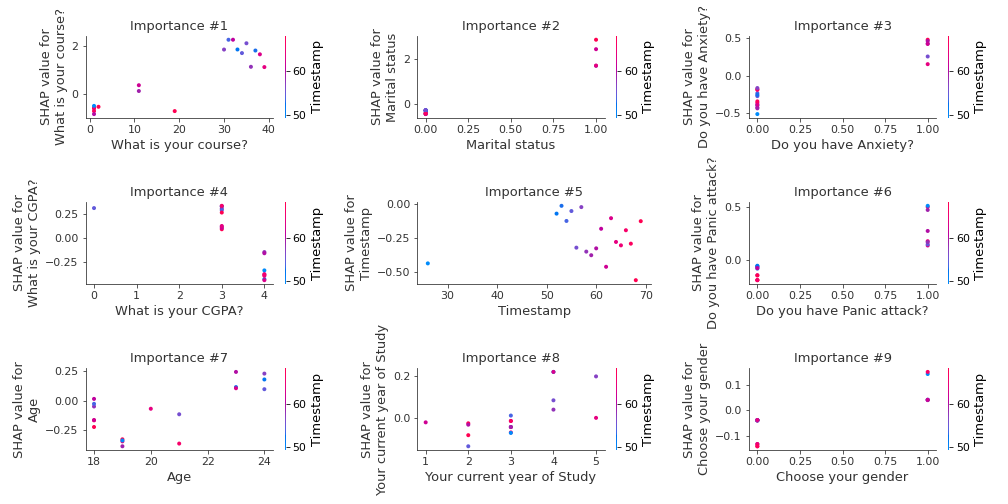 Importance #1
SHAP value for
What is your course?
2
0
0
10
20
30
40
What is your course?
60
50
Timestamp
Importance #2
SHAP value for
Marital status
2
0
0.00
0.25
0.50
0.75
1.00
Marital status
60
50
Timestamp
Importance #3
SHAP value for
Do you have Anxiety?
0.5
0.0
−0.5
0.00
0.25
0.50
0.75
1.00
Do you have Anxiety?
60
50
Timestamp
Importance #4
SHAP value for
What is your CGPA?
0.25
0.00
−0.25
0
1
2
3
4
What is your CGPA?
60
50
Timestamp
Importance #5
SHAP value for
Timestamp
0.00
−0.25
−0.50
30
40
50
60
70
Timestamp
Importance #6
SHAP value for
Do you have Panic attack?
0.5
0.0
0.00
0.25
0.50
0.75
1.00
Do you have Panic attack?
60
50
Timestamp
Importance #7
SHAP value for
Age
0.25
0.00
−0.25
18
20
22
24
Age
60
50
Timestamp
Importance #8
SHAP value for
Your current year of Study
0.2
0.0
1
2
3
4
5
Your current year of Study
60
50
Timestamp
Importance #9
SHAP value for
Choose your gender
0.1
0.0
−0.1
0.00
0.25
0.50
0.75
1.00
Choose your gender
60
50
Timestamp